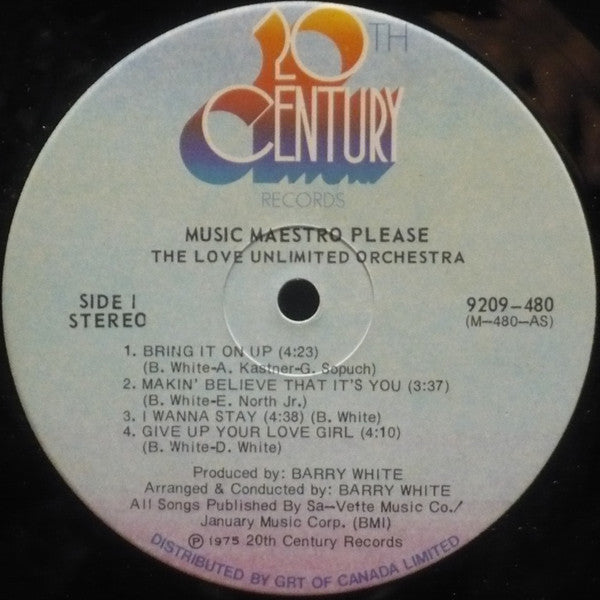 20TH
CENTURY
RECORDS
MUSIC MAESTRO PLEASE
THE LOVE UNLIMITED ORCHESTRA
SIDE I
STEREO
9209-480
(M-480-AS)
1. BRING IT ON UP (4:23)
(B. White-A. Kastner-G. Sopuch)
2. MAKIN' BELIEVE THAT IT'S YOU (3:37)
(B. White-E. North Jr.)
3. I WANNA STAY (4:38) (B. White)
4. GIVE UP YOUR LOVE GIRL (4:10)
(B. White-D. White)
Produced by: BARRY WHITE
Arranged & Conducted by: BARRY WHITE
All Songs Published By Sa-Vette Music Co./
January Music Corp. (BMI)
℗ 1975 20th Century Records
DISTRIBUTED BY GRT OF CANADA LIMITED